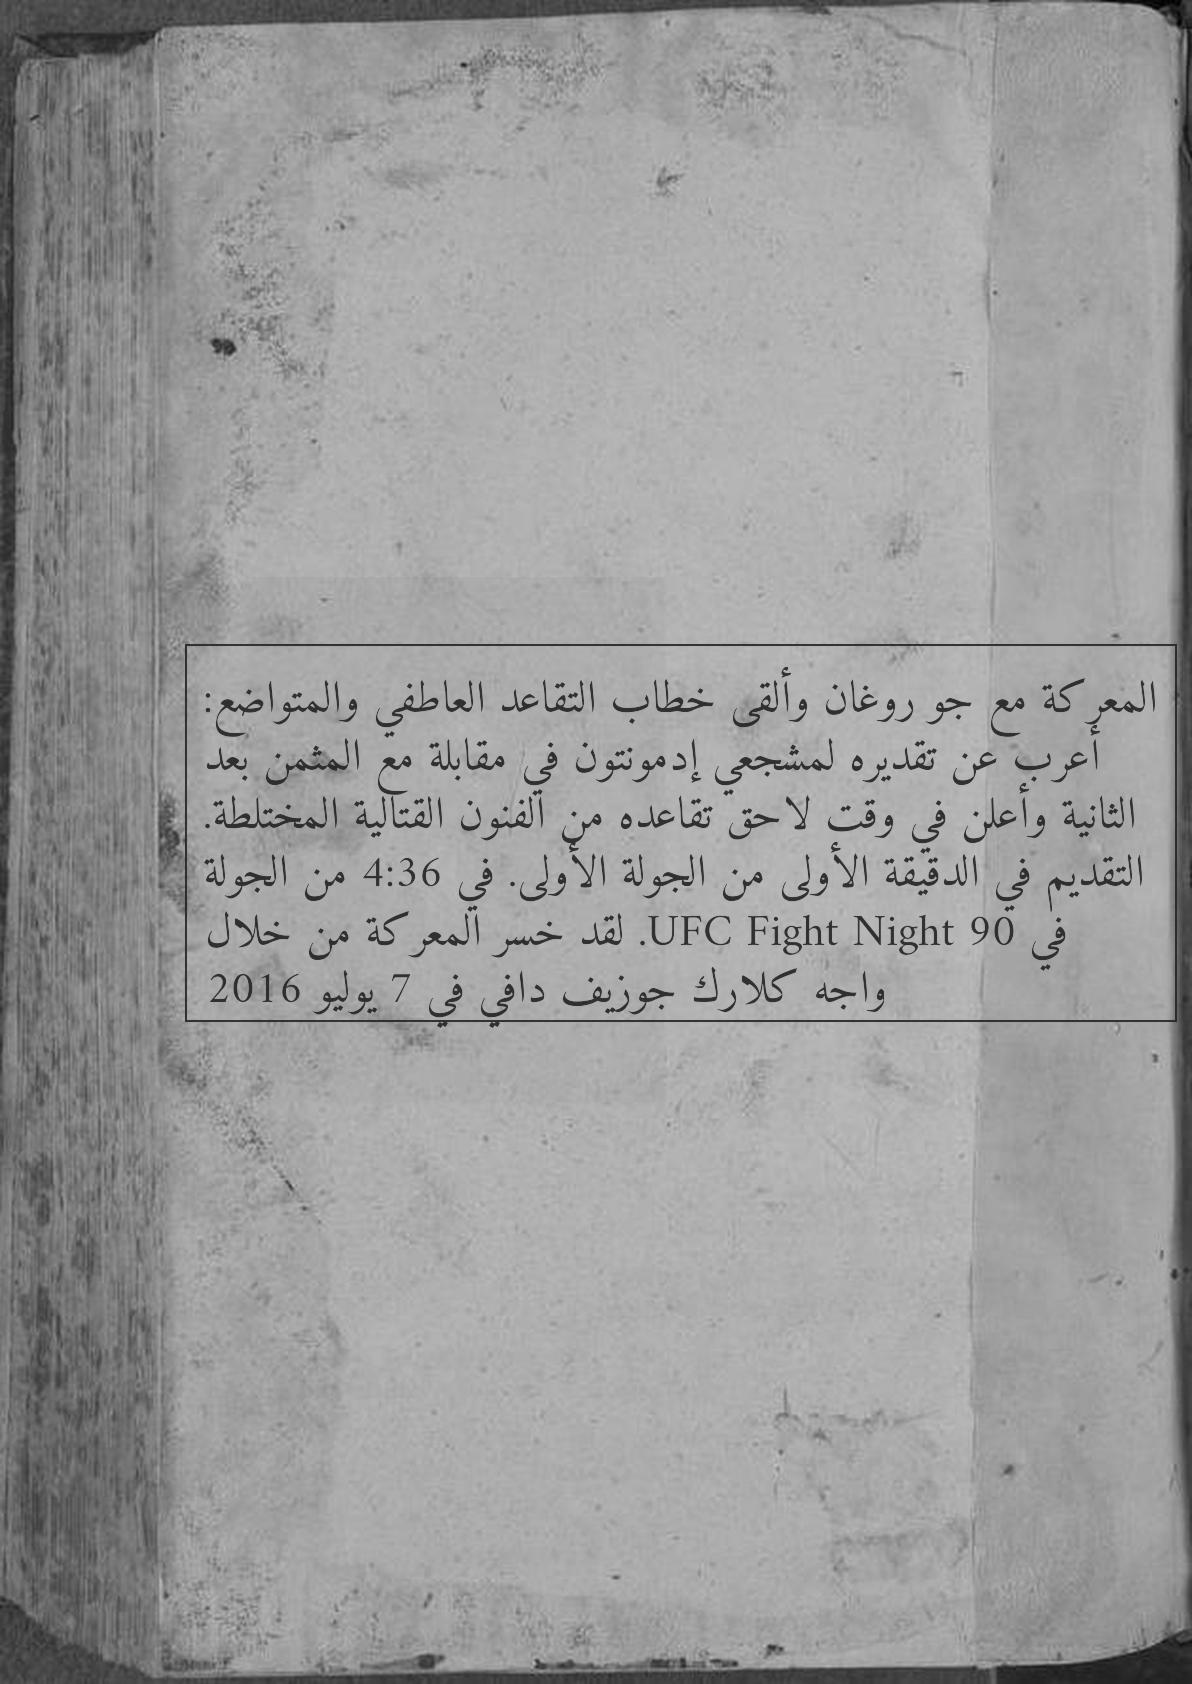 المعركة مع جو روغان وألقى خطاب التقاعد العاطفي والمتواضع:
أعرب عن تقديره لمشجعي إدمونتون في مقابلة مع المثمن بعد
الثانية وأعلن في وقت لاحق تقاعده من الفنون القتالية المختلطة.
التقديم في الدقيقة الأولى من الجولة الأولى. في 4:36 من الجولة
في UFC Fight Night 90. لقد خسر المعركة من خلال
واجه كلارك جوزيف دافي في 7 يوليو 2016